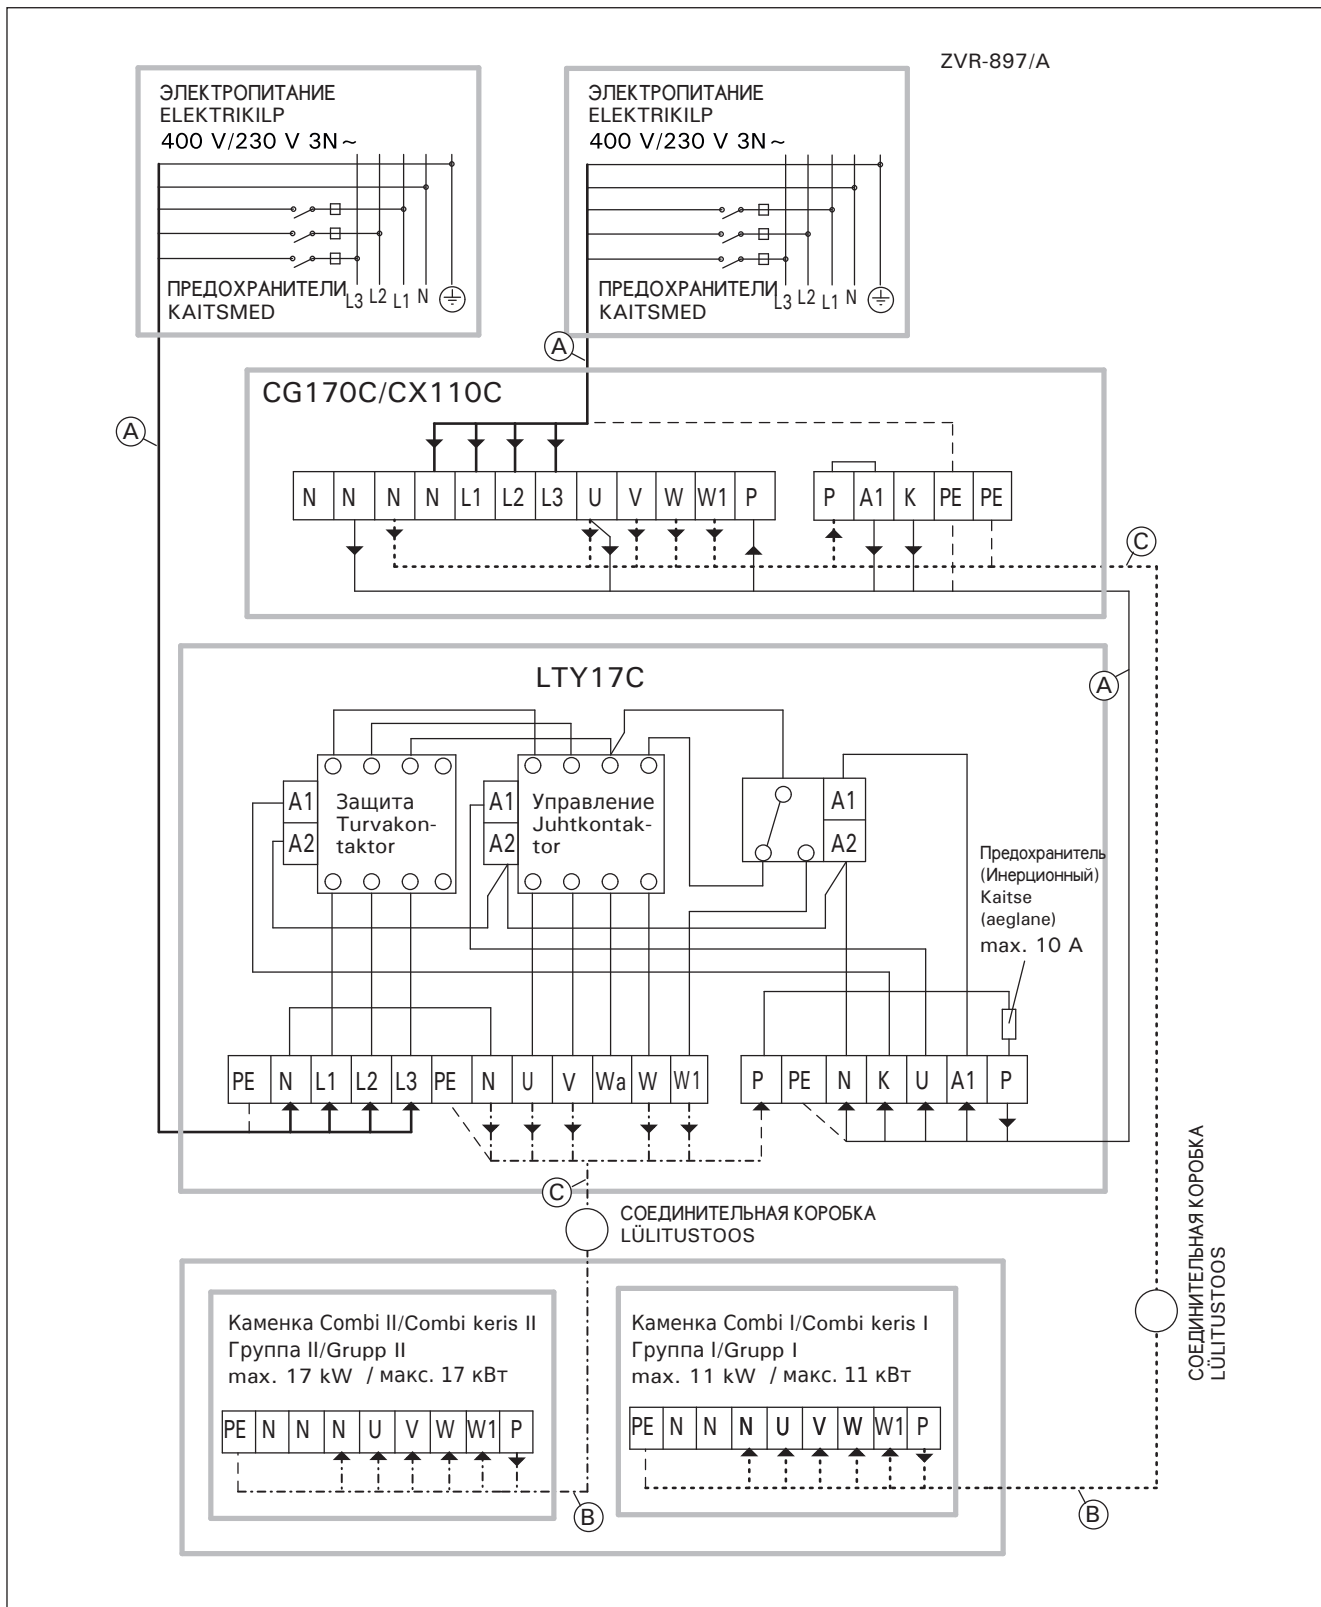 ZVR-897/A
ЭЛЕКТРОПИТАНИЕ
ELEKTRIKILP
400 V/230 V 3N~
ПРЕДОХРАНИТЕЛИ
KAITSMED
L3 L2 L1 N
ЭЛЕКТРОПИТАНИЕ
ELEKTRIKILP
400 V/230 V 3N~
ПРЕДОХРАНИТЕЛИ
KAITSMED
L3 L2 L1 N
A
A
CG170C/CX110C
N N N N L1 L2 L3 U V W W1 P
P A1 K PE PE
C
LTY17C
A
A1
A2
Защита
Turvakon-
taktor
A1
A2
Управление
Juhtkontak-
tor
A1
A2
Предохранитель
(Инерционный)
Kaitse
(aeglane)
max. 10 A
PE N L1 L2 L3 PE N U V Wa W W1
P PE N K U A1 P
C
СОЕДИНИТЕЛЬНАЯ КОРОБКА
LÜLITUSTOOS
СОЕДИНИТЕЛЬНАЯ КОРОБКА
LÜLITUSTOOS
Каменка Combi II/Combi keris II
Группа II/Grupp II
max. 17 kW / макс. 17 кВт
PE N N N U V W W1 P
B
Каменка Combi I/Combi keris I
Группа I/Grupp I
max. 11 kW / макс. 11 кВт
PE N N N U V W W1 P
B